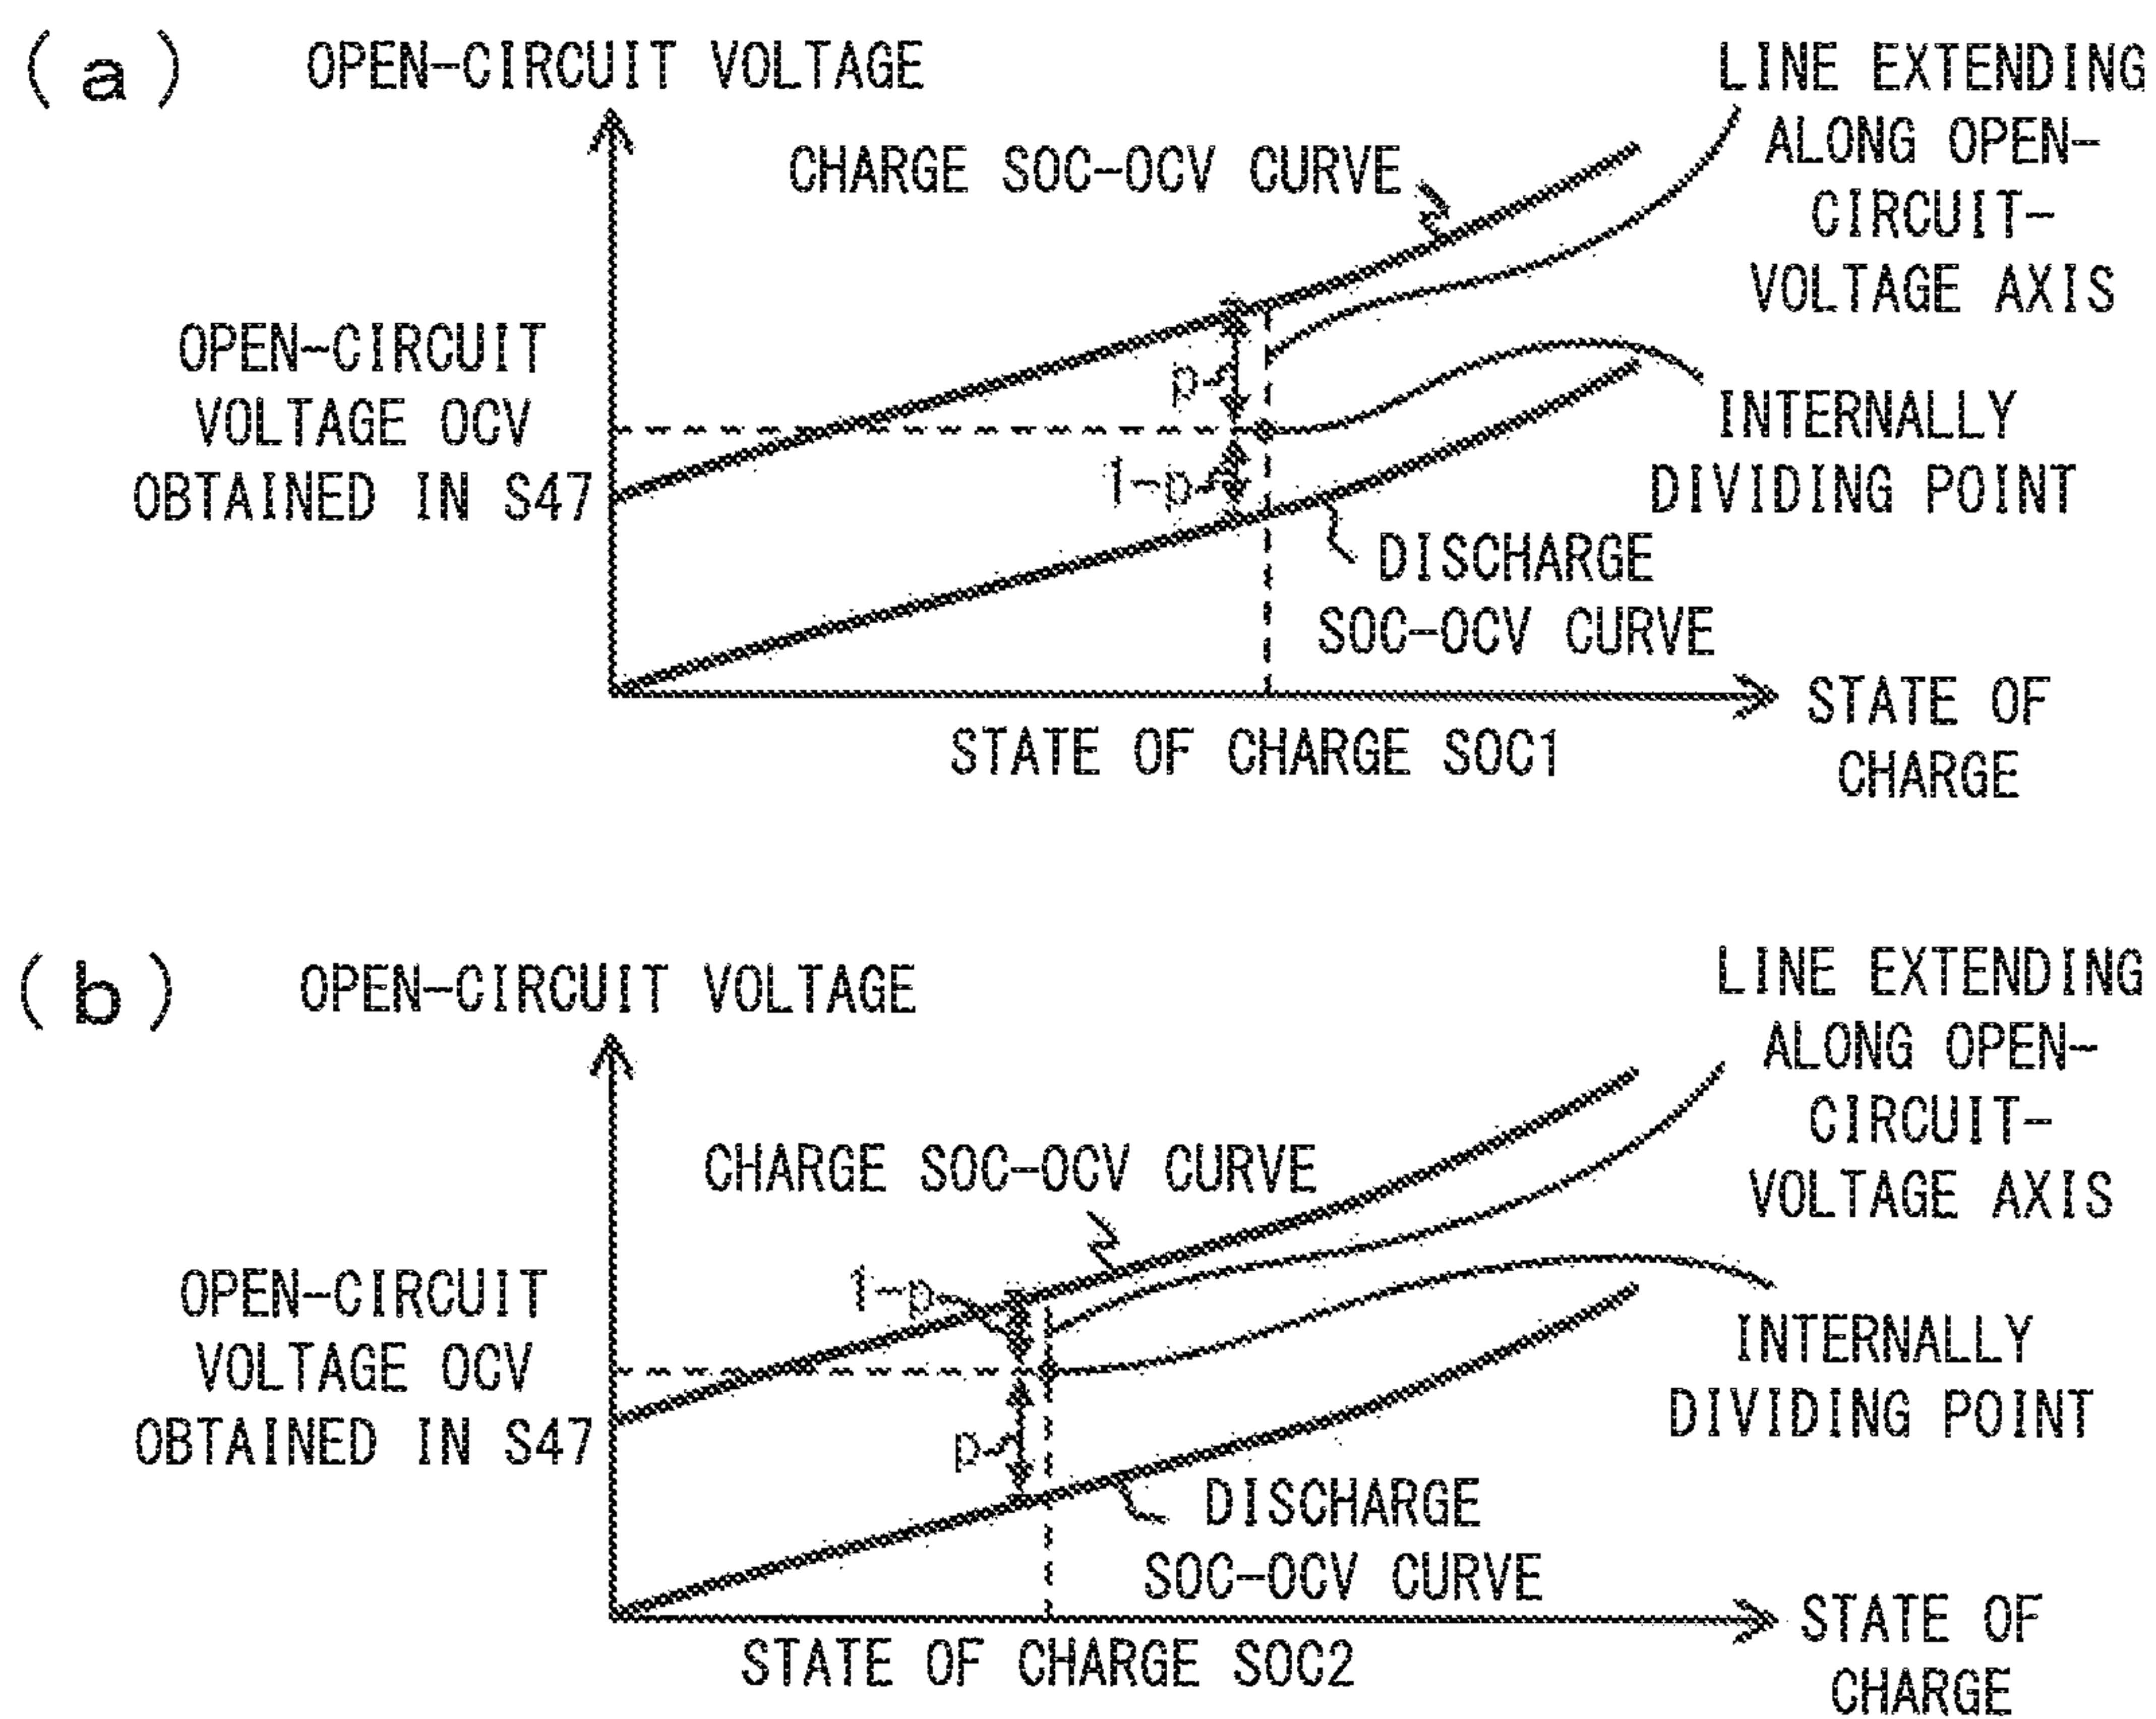 (a)
OPEN-CIRCUIT VOLTAGE
LINE EXTENDING
ALONG OPEN-
CIRCUIT-
VOLTAGE AXIS
CHARGE SOC-OCV CURVE
OPEN-CIRCUIT
VOLTAGE OCV
OBTAINED IN S47
p
1-p
INTERNALLY
DIVIDING POINT
DISCHARGE
SOC-OCV CURVE
STATE OF CHARGE SOC1
STATE OF
CHARGE
(b)
OPEN-CIRCUIT VOLTAGE
LINE EXTENDING
ALONG OPEN-
CIRCUIT-
VOLTAGE AXIS
CHARGE SOC-OCV CURVE
1-p
OPEN-CIRCUIT
VOLTAGE OCV
OBTAINED IN S47
p
INTERNALLY
DIVIDING POINT
DISCHARGE
SOC-OCV CURVE
STATE OF CHARGE SOC2
STATE OF
CHARGE